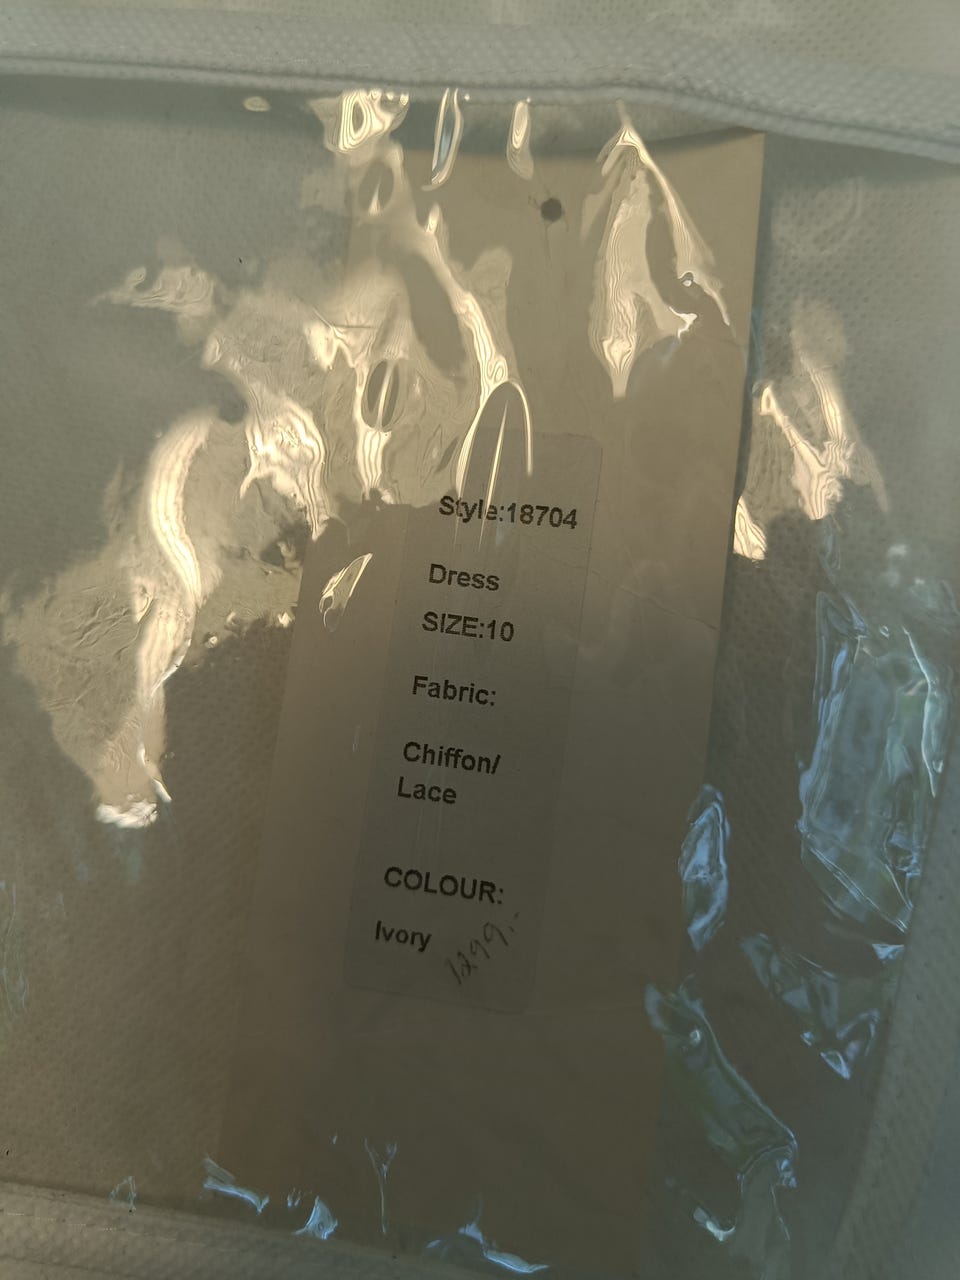 Style:18704
Dress
SIZE:10
Fabric:
Chiffon/
Lace
COLOUR:
Ivory
1299.-